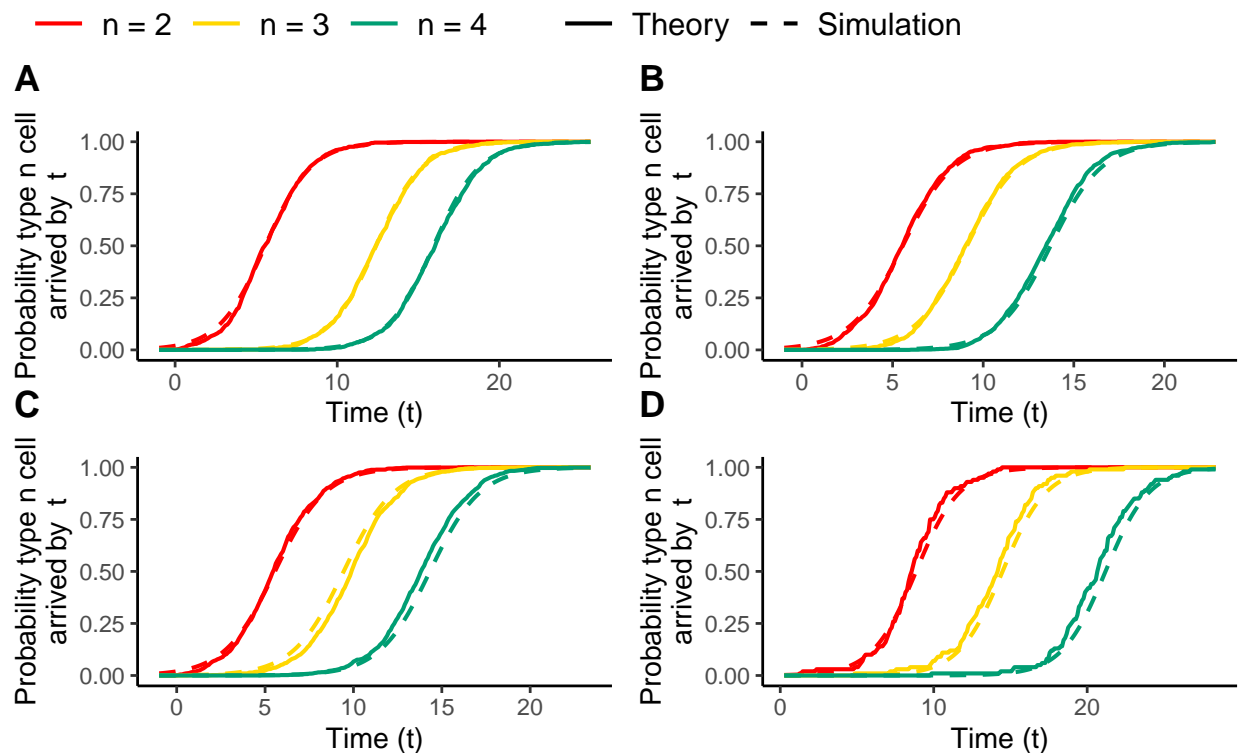 n = 2 n = 3 n = 4 Theory Simulation
A
Probability type n cell
arrived by t
1.00
0.75
0.50
0.25
0.00
0 10 20
Time (t)
B
Probability type n cell
arrived by t
1.00
0.75
0.50
0.25
0.00
0 5 10 15 20
Time (t)
C
Probability type n cell
arrived by t
1.00
0.75
0.50
0.25
0.00
0 5 10 15 20
Time (t)
D
Probability type n cell
arrived by t
1.00
0.75
0.50
0.25
0.00
0 10 20
Time (t)